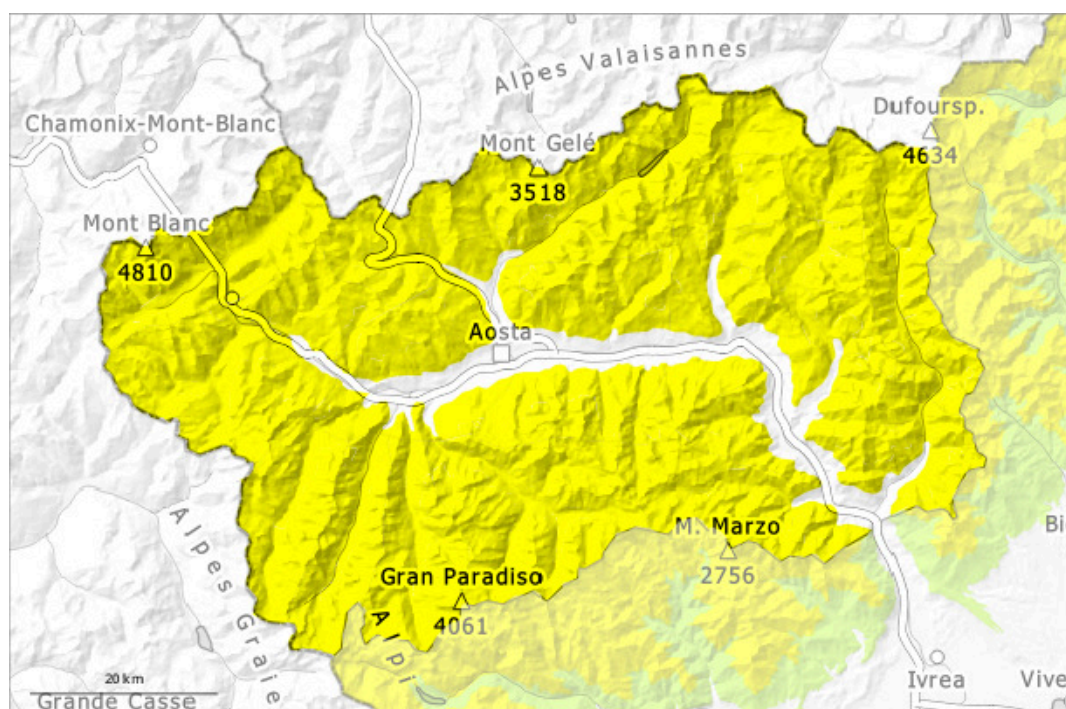 Alpes Valaisannes
Dufoursp.
4634
Chamonix-Mont-Blanc
Mont Gelé
3518
Mont Blanc
4810
Aosta
M. Marzo
2756
Gran Paradiso
4061
Alpes Graie
Alpi
Bi
20 km
Grande Casse
Ivrea
Vive